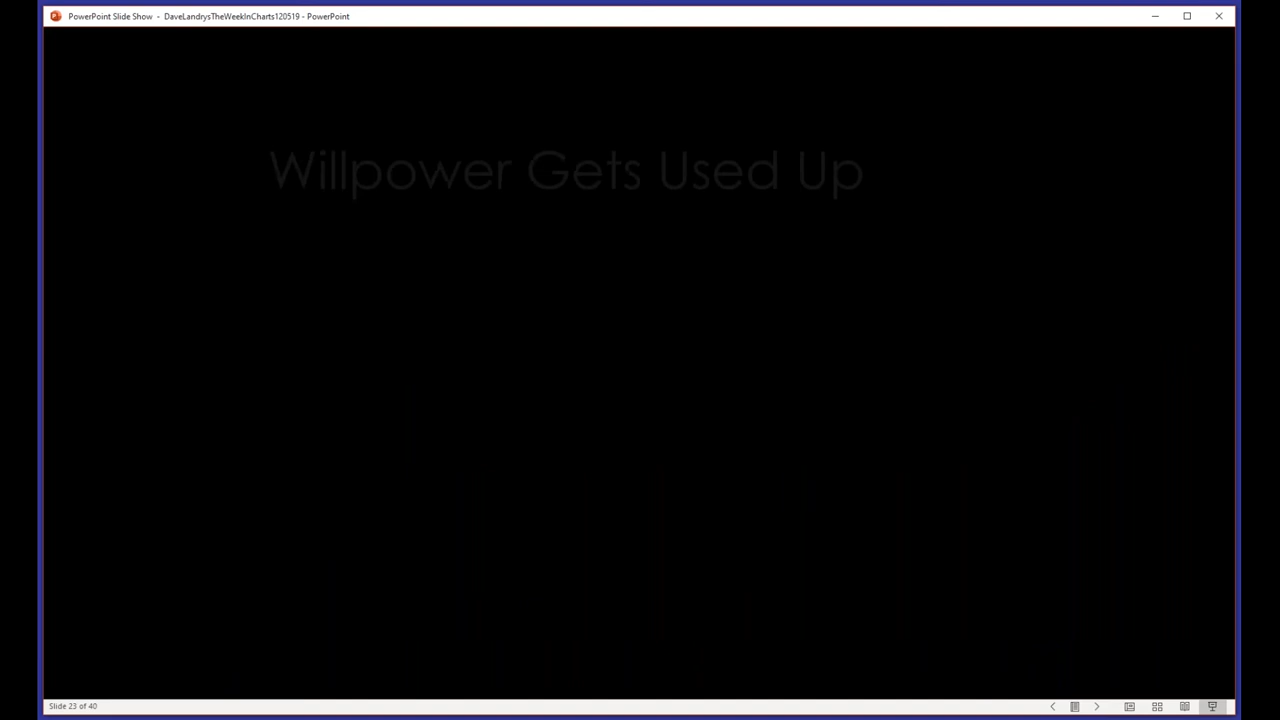 PowerPoint Slide Show - DaveLandrysTheWeekInCharts120519 - PowerPoint
Willpower Gets Used Up
Slide 23 of 40